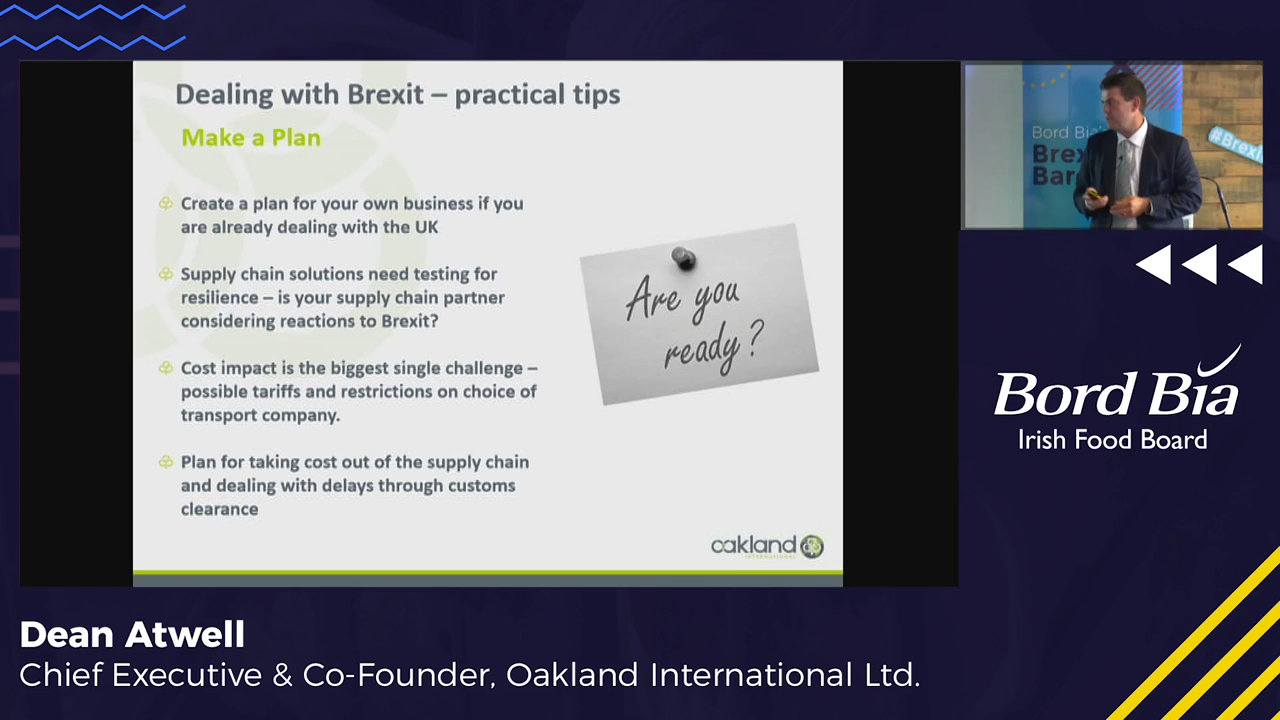 Dealing with Brexit – practical tips
Make a Plan
Create a plan for your own business if you
are already dealing with the UK
Supply chain solutions need testing for
resilience – is your supply chain partner
considering reactions to Brexit?
Cost impact is the biggest single challenge –
possible tariffs and restrictions on choice of
transport company.
Plan for taking cost out of the supply chain
and dealing with delays through customs
clearance
Are you
ready?
oakland
INTERNATIONAL
Bord Bia
Brex
Bar
#Brexi
Bord Bia
Irish Food Board
Dean Atwell
Chief Executive & Co-Founder, Oakland International Ltd.